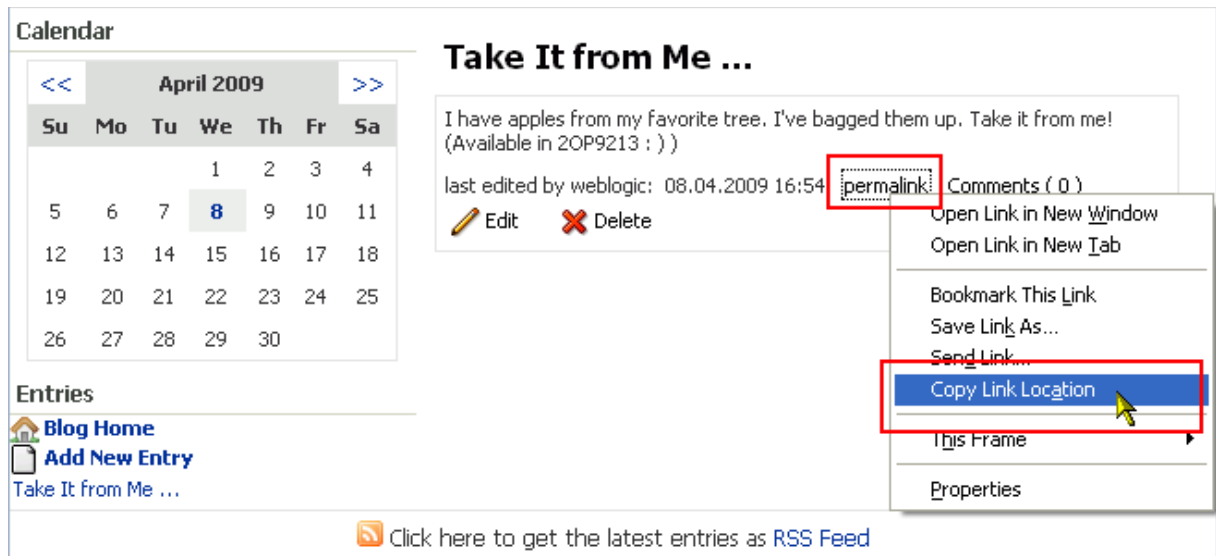 Calendar
<< April 2009 >>
Su Mo Tu We Th Fr Sa
1 2 3 4
5 6 7 8 9 10 11
12 13 14 15 16 17 18
19 20 21 22 23 24 25
26 27 28 29 30
Entries
Blog Home
Add New Entry
Take It from Me ...
Take It from Me ...
I have apples from my favorite tree. I've bagged them up. Take it from me!
(Available in 2OP9213 : ) )
last edited by weblogic: 08.04.2009 16:54 permalink Comments ( 0 )
Edit Delete
Open Link in New Window
Open Link in New Tab
Bookmark This Link
Save Link As...
Send Link...
Copy Link Location
This Frame
Properties
Click here to get the latest entries as RSS Feed